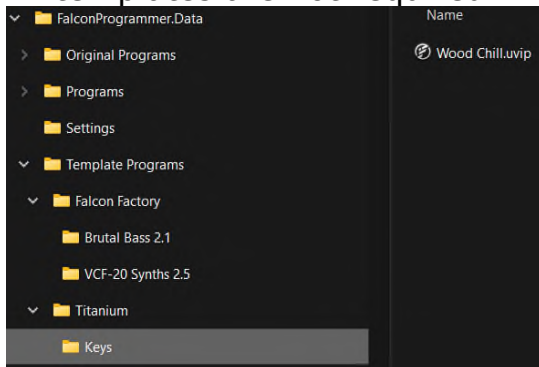 FalconProgrammer.Data
Original Programs
Programs
Settings
Template Programs
Falcon Factory
Brutal Bass 2.1
VCF-20 Synths 2.5
Titanium
Keys
Name
Wood Chill.uvip